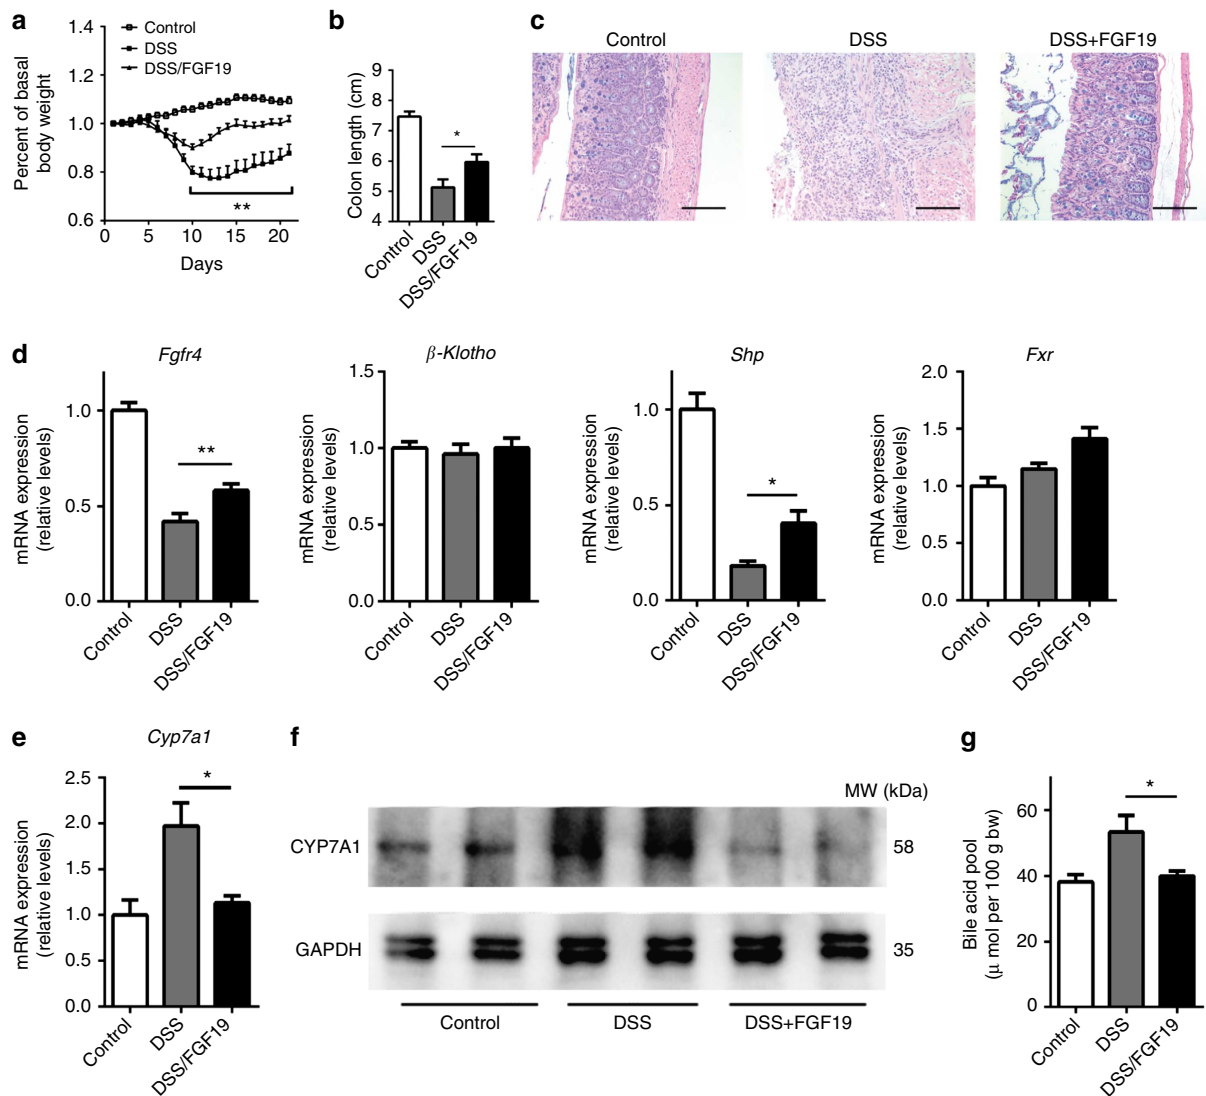 a
1.4
1.2
1.0
0.8
0.6
Percent of basal
body weight
Control
DSS
DSS/FGF19
**
0
5
10
15
20
Days
b
9
8
7
6
5
4
Colon length (cm)
*
Control
DSS
DSS/FGF19
c
Control
DSS
DSS+FGF19
d
Fgfr4
mRNA expression
(relative levels)
1.0
0.5
0.0
**
Control
DSS
DSS/FGF19
β-Klotho
mRNA expression
(relative levels)
1.5
1.0
0.5
0.0
Control
DSS
DSS/FGF19
Shp
mRNA expression
(relative levels)
1.0
0.5
0.0
*
Control
DSS
DSS/FGF19
Fxr
mRNA expression
(relative levels)
2.0
1.5
1.0
0.5
0.0
Control
DSS
DSS/FGF19
e
Cyp7a1
mRNA expression
(relative levels)
2.5
2.0
1.5
1.0
0.5
0.0
*
Control
DSS
DSS/FGF19
f
MW (kDa)
CYP7A1
58
GAPDH
35
Control
DSS
DSS+FGF19
g
Bile acid pool
(μ mol per 100 g bw)
60
40
20
0
*
Control
DSS
DSS/FGF19